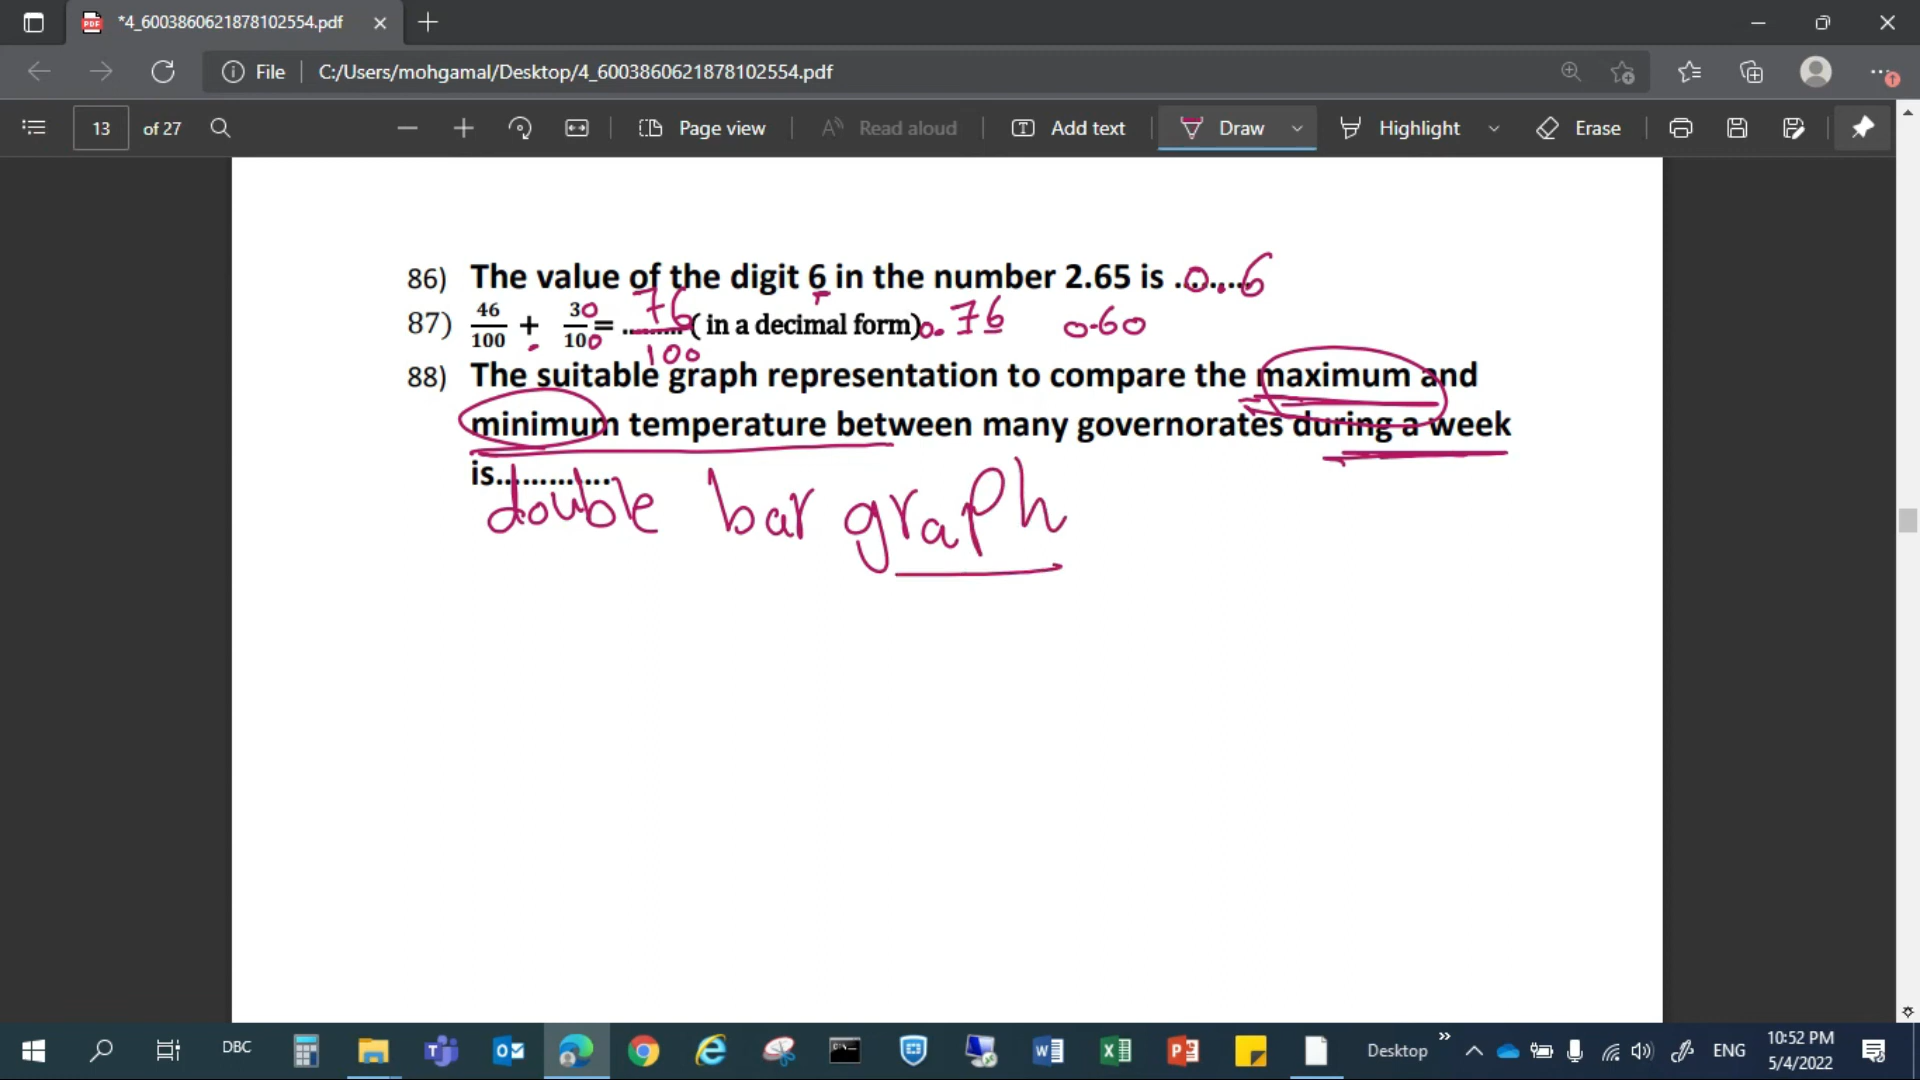 *4_6003860621878102554.pdf
File C:/Users/mohgamal/Desktop/4_6003860621878102554.pdf
13 of 27 Page view Read aloud Add text Draw Highlight Erase
86) The value of the digit 6 in the number 2.65 is ........ 0.6
87) 46/100 + 30/100 = ......... 76/100 ( in a decimal form) 0.76 0.60
88) The suitable graph representation to compare the maximum and
minimum temperature between many governorates during a week
is.............
double bar graph
DBC Desktop ENG 10:52 PM
5/4/2022